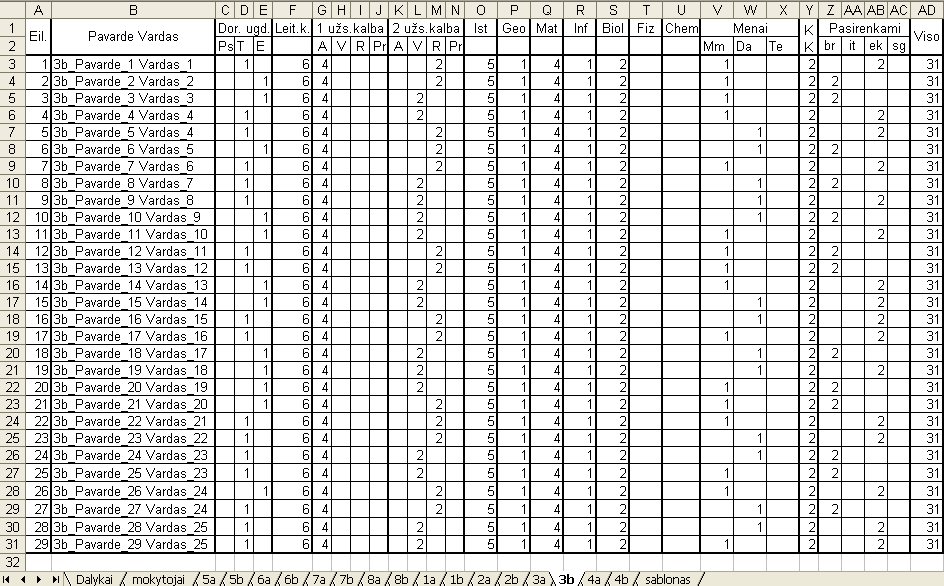 A B C D E F G H I J K L M N O P Q R S T U V W X Y Z AA AB AC AD
1 Eil. Pavarde Vardas Dor. ugd. Leit.k. 1 užs.kalba 2 užs.kalba Ist Geo Mat Inf Biol Fiz Chem Menai K Pasirenkami Viso
2 Ps T E A V R Pr A V R Pr Mm Da Te K br it ek sg
3 1 3b_Pavarde_1 Vardas_1 1 6 4 2 5 1 4 1 2 1 2 2 31
4 2 3b_Pavarde_2 Vardas_2 1 6 4 2 5 1 4 1 2 1 2 2 31
5 3 3b_Pavarde_3 Vardas_3 1 6 4 2 5 1 4 1 2 1 2 2 31
6 4 3b_Pavarde_4 Vardas_4 1 6 4 2 5 1 4 1 2 1 2 2 31
7 5 3b_Pavarde_5 Vardas_4 1 6 4 2 5 1 4 1 2 1 2 2 31
8 6 3b_Pavarde_6 Vardas_5 1 6 4 2 5 1 4 1 2 1 2 2 31
9 7 3b_Pavarde_7 Vardas_6 1 6 4 2 5 1 4 1 2 1 2 2 31
10 8 3b_Pavarde_8 Vardas_7 1 6 4 2 5 1 4 1 2 1 2 2 31
11 9 3b_Pavarde_9 Vardas_8 1 6 4 2 5 1 4 1 2 1 2 2 31
12 10 3b_Pavarde_10 Vardas_9 1 6 4 2 5 1 4 1 2 1 2 2 31
13 11 3b_Pavarde_11 Vardas_10 1 6 4 2 5 1 4 1 2 1 2 2 31
14 12 3b_Pavarde_12 Vardas_11 1 6 4 2 5 1 4 1 2 1 2 2 31
15 13 3b_Pavarde_13 Vardas_12 1 6 4 2 5 1 4 1 2 1 2 2 31
16 14 3b_Pavarde_14 Vardas_13 1 6 4 2 5 1 4 1 2 1 2 2 31
17 15 3b_Pavarde_15 Vardas_14 1 6 4 2 5 1 4 1 2 1 2 2 31
18 16 3b_Pavarde_16 Vardas_15 1 6 4 2 5 1 4 1 2 1 2 2 31
19 17 3b_Pavarde_17 Vardas_16 1 6 4 2 5 1 4 1 2 1 2 2 31
20 18 3b_Pavarde_18 Vardas_17 1 6 4 2 5 1 4 1 2 1 2 2 31
21 19 3b_Pavarde_19 Vardas_18 1 6 4 2 5 1 4 1 2 1 2 2 31
22 20 3b_Pavarde_20 Vardas_19 1 6 4 2 5 1 4 1 2 1 2 2 31
23 21 3b_Pavarde_21 Vardas_20 1 6 4 2 5 1 4 1 2 1 2 2 31
24 22 3b_Pavarde_22 Vardas_21 1 6 4 2 5 1 4 1 2 1 2 2 31
25 23 3b_Pavarde_23 Vardas_22 1 6 4 2 5 1 4 1 2 1 2 2 31
26 24 3b_Pavarde_24 Vardas_23 1 6 4 2 5 1 4 1 2 1 2 2 31
27 25 3b_Pavarde_25 Vardas_23 1 6 4 2 5 1 4 1 2 1 2 2 31
28 26 3b_Pavarde_26 Vardas_24 1 6 4 2 5 1 4 1 2 1 2 2 31
29 27 3b_Pavarde_27 Vardas_24 1 6 4 2 5 1 4 1 2 1 2 2 31
30 28 3b_Pavarde_28 Vardas_25 1 6 4 2 5 1 4 1 2 1 2 2 31
31 29 3b_Pavarde_29 Vardas_25 1 6 4 2 5 1 4 1 2 1 2 2 31
32
Dalykai mokytojai 5a 5b 6a 6b 7a 7b 8a 8b 1a 1b 2a 2b 3a 3b 4a 4b sablonas